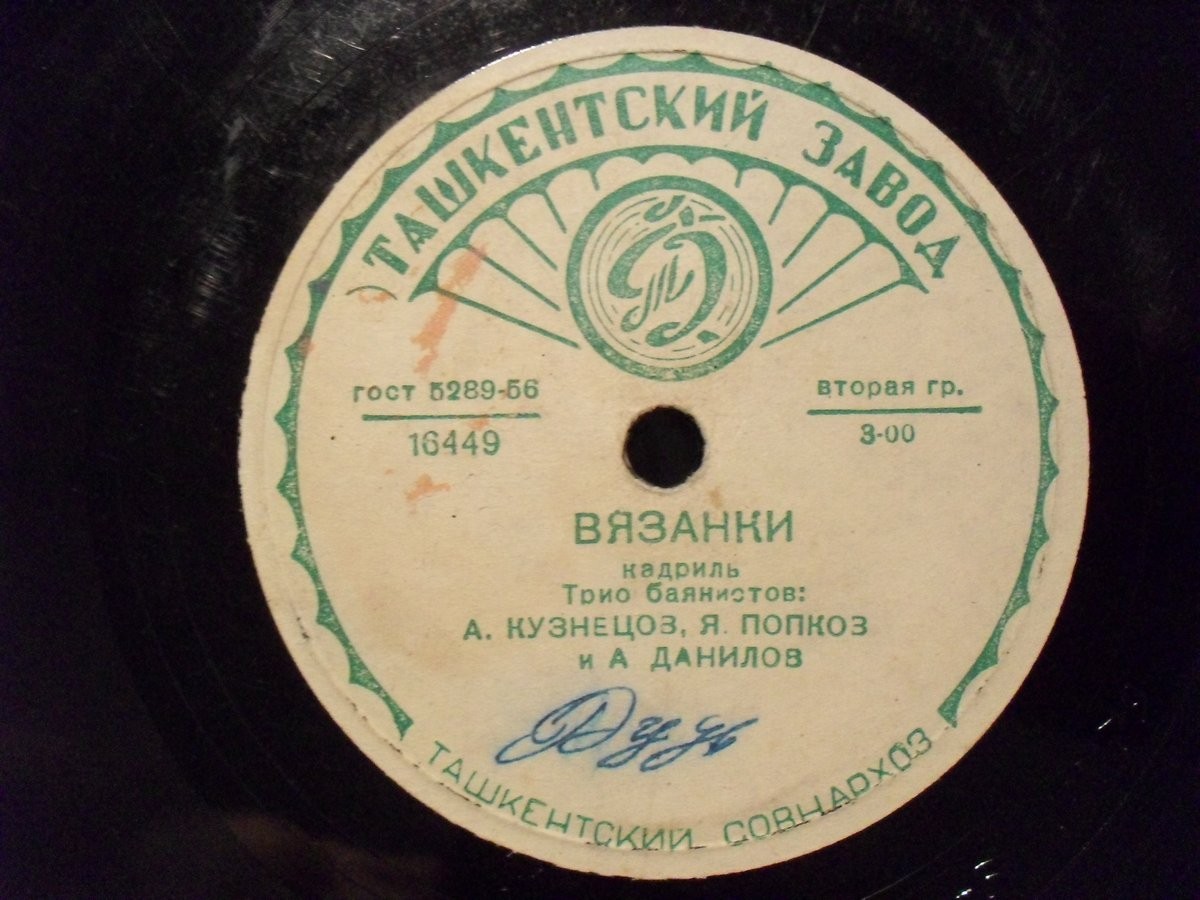 ТАШКЕНТСКИЙ ЗАВОД
ГОСТ 5289-56
16449
вторая гр.
3-00
ВЯЗАНКИ
кадриль
Трио баянистов:
А. КУЗНЕЦОВ, Я. ПОПКОВ
и А ДАНИЛОВ
ТАШКЕНТСКИЙ СОВНАРХОЗ